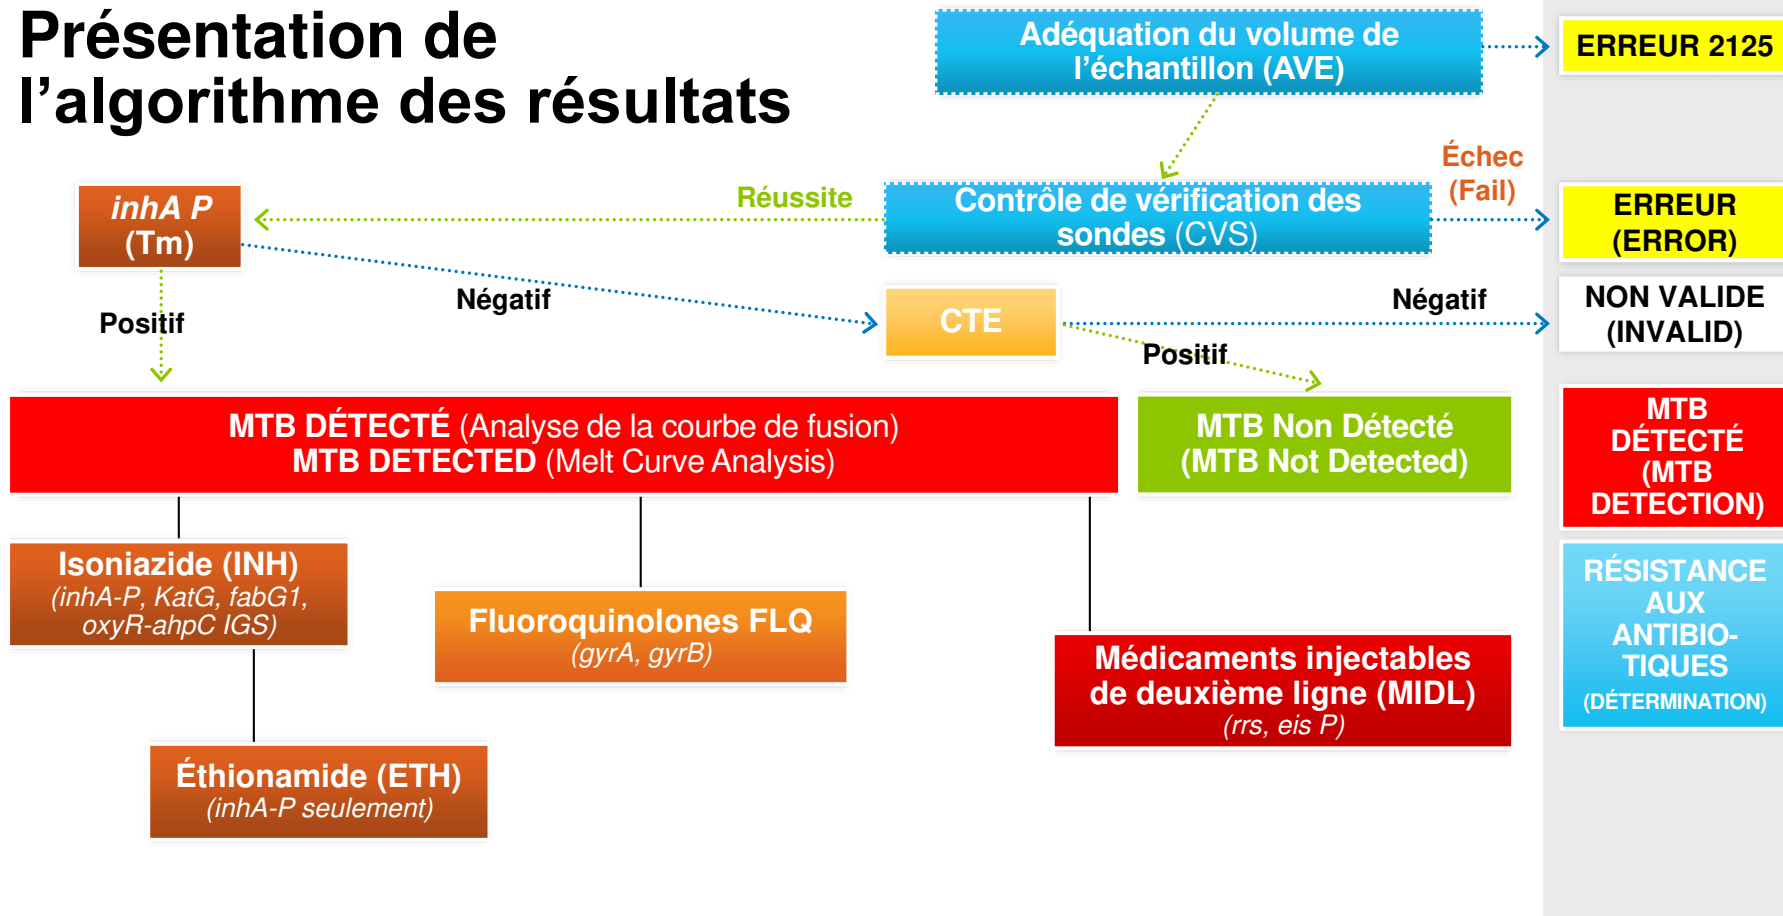 Présentation de
l’algorithme des résultats
Adéquation du volume de
l’échantillon (AVE)
ERREUR 2125
Échec
(Fail)
Réussite
inhA P
(Tm)
Contrôle de vérification des
sondes (CVS)
ERREUR
(ERROR)
Négatif
Positif
CTE
Négatif
Positif
NON VALIDE
(INVALID)
MTB DÉTECTÉ (Analyse de la courbe de fusion)
MTB DETECTED (Melt Curve Analysis)
MTB Non Détecté
(MTB Not Detected)
MTB
DÉTECTÉ
(MTB
DETECTION)
Isoniazide (INH)
(inhA-P, KatG, fabG1,
oxyR-ahpC IGS)
Fluoroquinolones FLQ
(gyrA, gyrB)
Médicaments injectables
de deuxième ligne (MIDL)
(rrs, eis P)
RÉSISTANCE
AUX
ANTIBIO-
TIQUES
(DÉTERMINATION)
Éthionamide (ETH)
(inhA-P seulement)